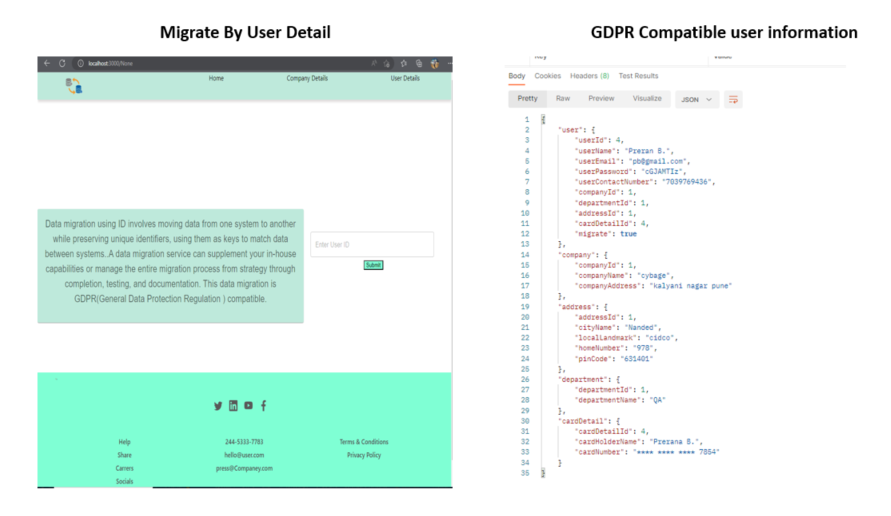 Migrate By User Detail
GDPR Compatible user information
localhost:3000/None
Home
Company Details
User Details
Data migration using ID involves moving data from one system to another
while preserving unique identifiers, using them as keys to match data
between systems..A data migration service can supplement your in-house
capabilities or manage the entire migration process from strategy through
completion, testing, and documentation. This data migration is
GDPR(General Data Protection Regulation ) compatible.
Enter User ID
Submit
Help
244-5333-7783
Terms & Conditions
Share
hello@user.com
Privacy Policy
Carrers
press@Companey.com
Socials
Body Cookies Headers (8) Test Results
Pretty Raw Preview Visualize JSON
1 {
2 "user": {
3 "userId": 4,
4 "userName": "Preran B.",
5 "userEmail": "pb@gmail.com",
6 "userPassword": "cGJAMTIz",
7 "userContactNumber": "7039769436",
8 "companyId": 1,
9 "departmentId": 1,
10 "addressId": 1,
11 "cardDetailId": 4,
12 "migrate": true
13 },
14 "company": {
15 "companyId": 1,
16 "companyName": "cybage",
17 "companyAddress": "kalyani nagar pune"
18 },
19 "address": {
20 "addressId": 1,
21 "cityName": "Nanded",
22 "localLandmark": "cidco",
23 "homeNumber": "978",
24 "pinCode": "631401"
25 },
26 "department": {
27 "departmentId": 1,
28 "departmentName": "QA"
29 },
30 "cardDetail": {
31 "cardDetailId": 4,
32 "cardHolderName": "Prerana B.",
33 "cardNumber": "**** **** **** 7854"
34 }
35 }